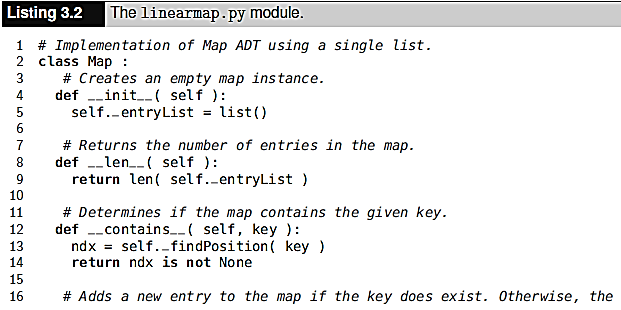 Listing 3.2 The linearmap.py module.
1 # Implementation of Map ADT using a single list.
2 class Map :
3 # Creates an empty map instance.
4 def __init__( self ):
5 self._entryList = list()
6
7 # Returns the number of entries in the map.
8 def __len__( self ):
9 return len( self._entryList )
10
11 # Determines if the map contains the given key.
12 def __contains__( self, key ):
13 ndx = self._findPosition( key )
14 return ndx is not None
15
16 # Adds a new entry to the map if the key does exist. Otherwise, the